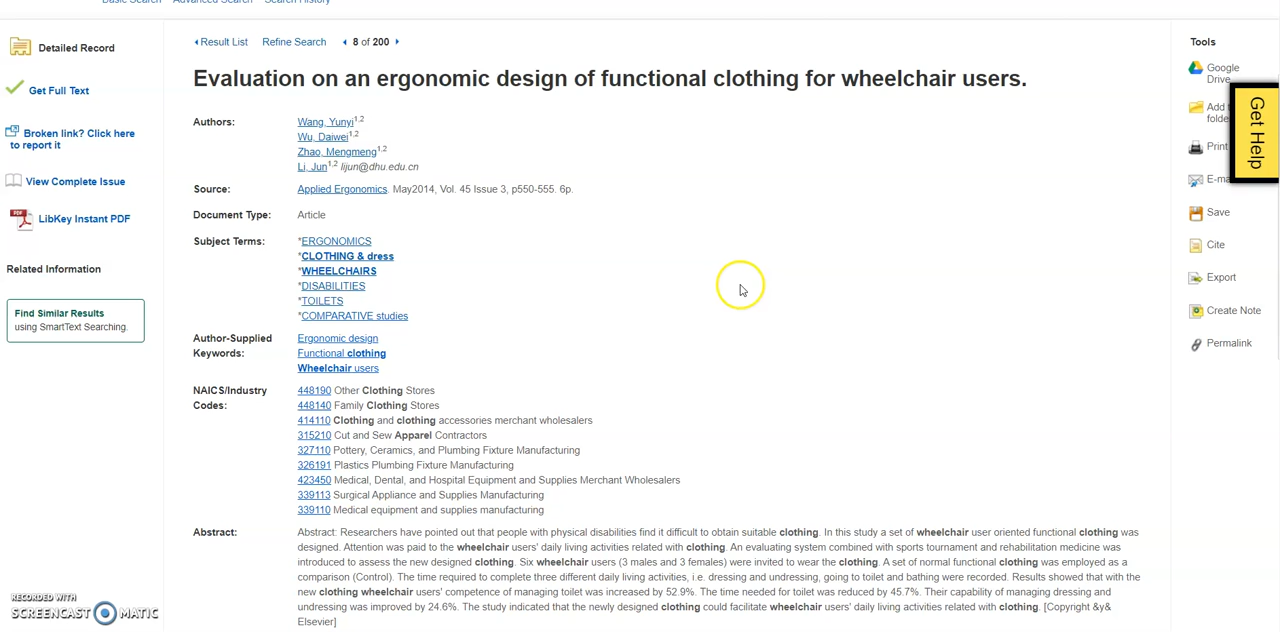 Basic Search Advanced Search Search History
Detailed Record
Get Full Text
Broken link? Click here
to report it
View Complete Issue
LibKey Instant PDF
Related Information
Find Similar Results
using SmartText Searching.
Result List Refine Search 8 of 200
Evaluation on an ergonomic design of functional clothing for wheelchair users.
Authors: Wang, Yunyi1,2
Wu, Daiwei1,2
Zhao, Mengmeng1,2
Li, Jun1,2 lijun@dhu.edu.cn
Source: Applied Ergonomics. May2014, Vol. 45 Issue 3, p550-555. 6p.
Document Type: Article
Subject Terms: *ERGONOMICS
*CLOTHING & dress
*WHEELCHAIRS
*DISABILITIES
*TOILETS
*COMPARATIVE studies
Author-Supplied Ergonomic design
Keywords: Functional clothing
Wheelchair users
NAICS/Industry 448190 Other Clothing Stores
Codes: 448140 Family Clothing Stores
414110 Clothing and clothing accessories merchant wholesalers
315210 Cut and Sew Apparel Contractors
327110 Pottery, Ceramics, and Plumbing Fixture Manufacturing
326191 Plastics Plumbing Fixture Manufacturing
423450 Medical, Dental, and Hospital Equipment and Supplies Merchant Wholesalers
339113 Surgical Appliance and Supplies Manufacturing
339110 Medical equipment and supplies manufacturing
Abstract: Abstract: Researchers have pointed out that people with physical disabilities find it difficult to obtain suitable clothing. In this study a set of wheelchair user oriented functional clothing was
designed. Attention was paid to the wheelchair users' daily living activities related with clothing. An evaluating system combined with sports tournament and rehabilitation medicine was
introduced to assess the new designed clothing. Six wheelchair users (3 males and 3 females) were invited to wear the clothing. A set of normal functional clothing was employed as a
comparison (Control). The time required to complete three different daily living activities, i.e. dressing and undressing, going to toilet and bathing were recorded. Results showed that with the
new clothing wheelchair users' competence of managing toilet was increased by 52.9%. The time needed for toilet was reduced by 45.7%. Their capability of managing dressing and
undressing was improved by 24.6%. The study indicated that the newly designed clothing could facilitate wheelchair users' daily living activities related with clothing. [Copyright &y&
Elsevier]
Tools
Google
Drive
Add
folde
Print
E-ma
Save
Cite
Export
Create Note
Permalink
Get Help
RECORDED WITH
SCREENCAST MATIC